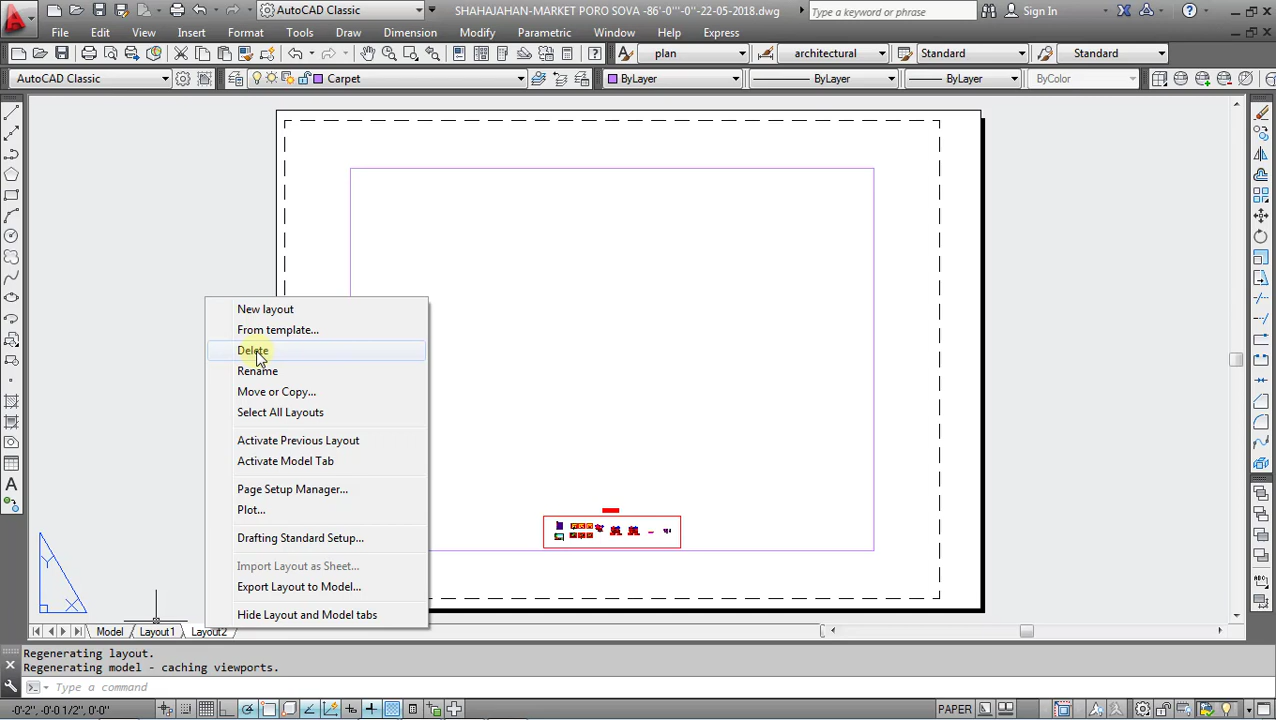 AutoCAD Classic SHAHAJAHAN-MARKET PORO SOVA -86'-0'''-0''-22-05-2018.dwg Type a keyword or phrase Sign In
File Edit View Insert Format Tools Draw Dimension Modify Parametric Window Help Express
plan architectural Standard Standard
AutoCAD Classic Carpet ByLayer ByLayer ByLayer ByColor
New layout
From template...
Delete
Rename
Move or Copy...
Select All Layouts
Activate Previous Layout
Activate Model Tab
Page Setup Manager...
Plot...
Drafting Standard Setup...
Import Layout as Sheet...
Export Layout to Model...
Hide Layout and Model tabs
Y
X
Model Layout1 Layout2
Regenerating layout.
Regenerating model - caching viewports.
Type a command
-0'-2", -0'-0 1/2", 0'-0" PAPER